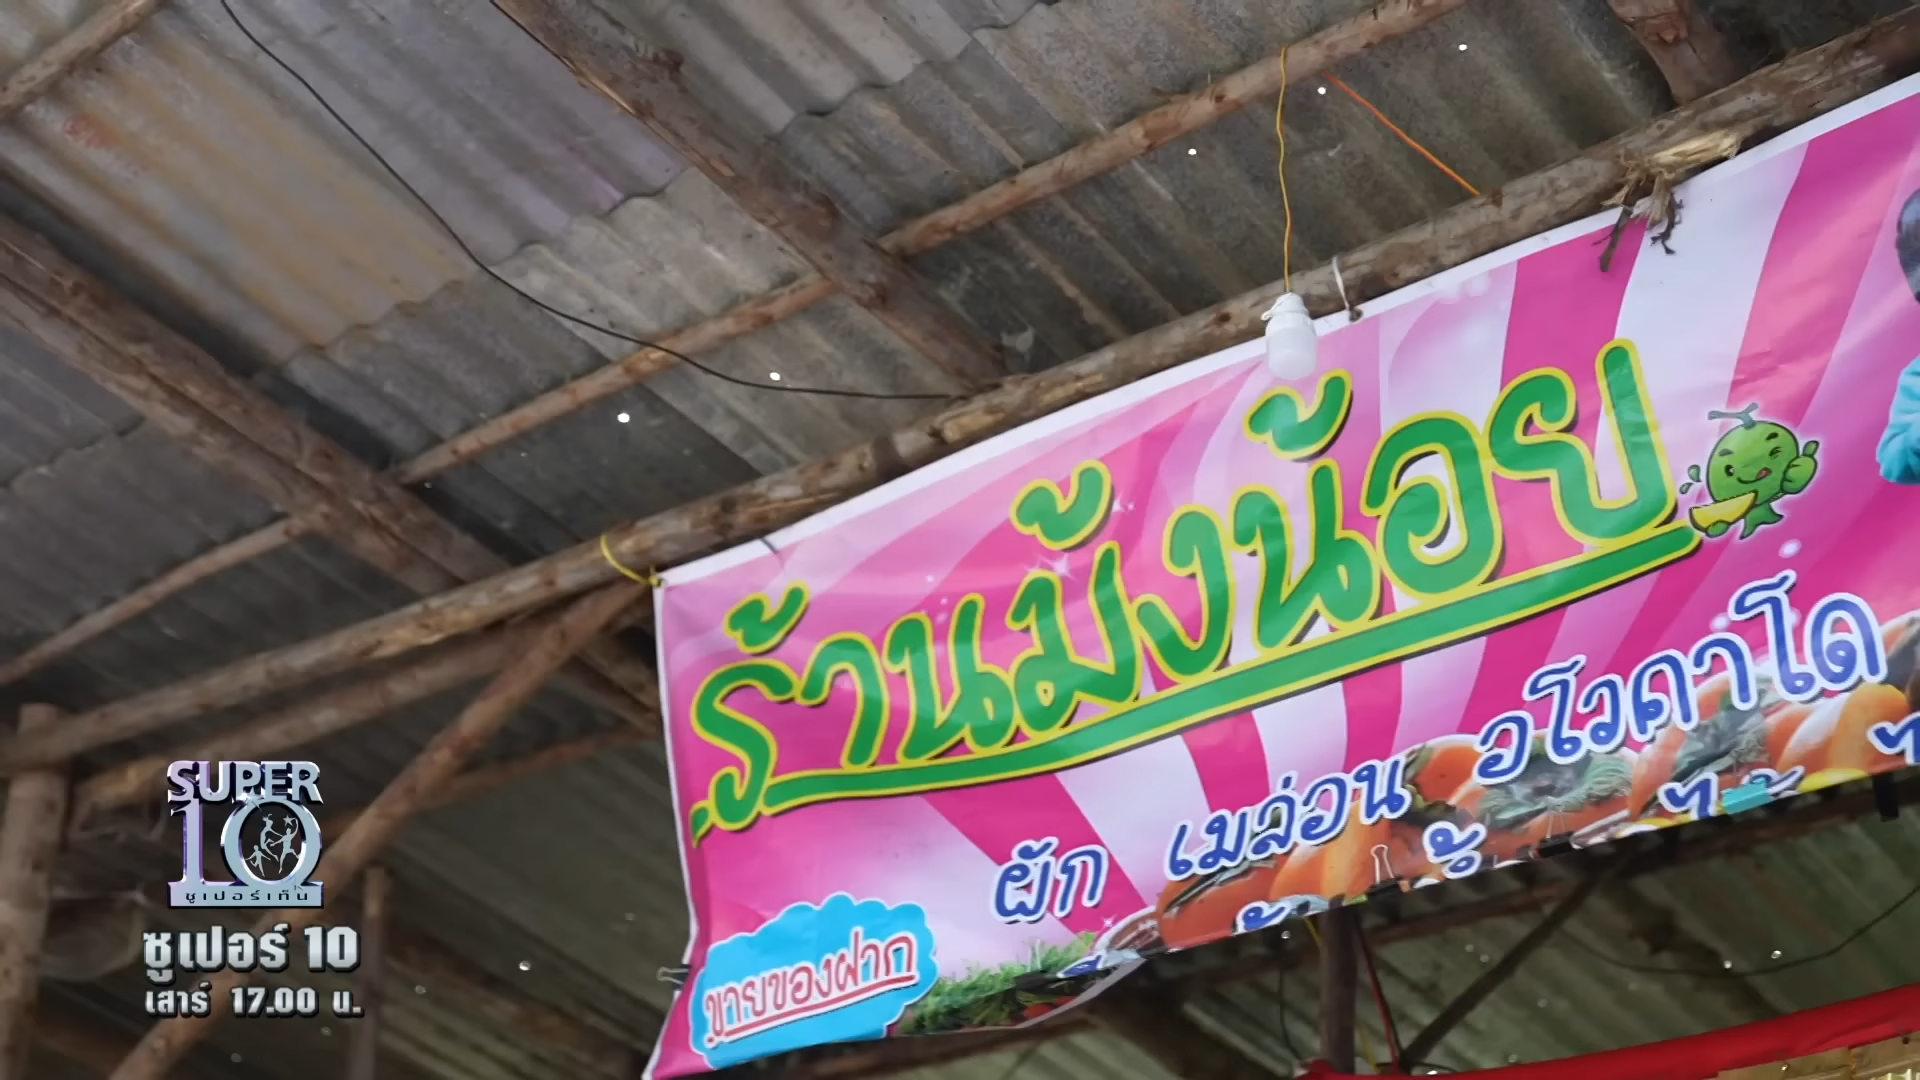 ร้านม้งน้อย
ผัก เมล่อน อโวคาโด
ขายของฝาก
SUPER
10
ซูเปอร์เท็น
ซูเปอร์ 10
เสาร์ 17.00 น.